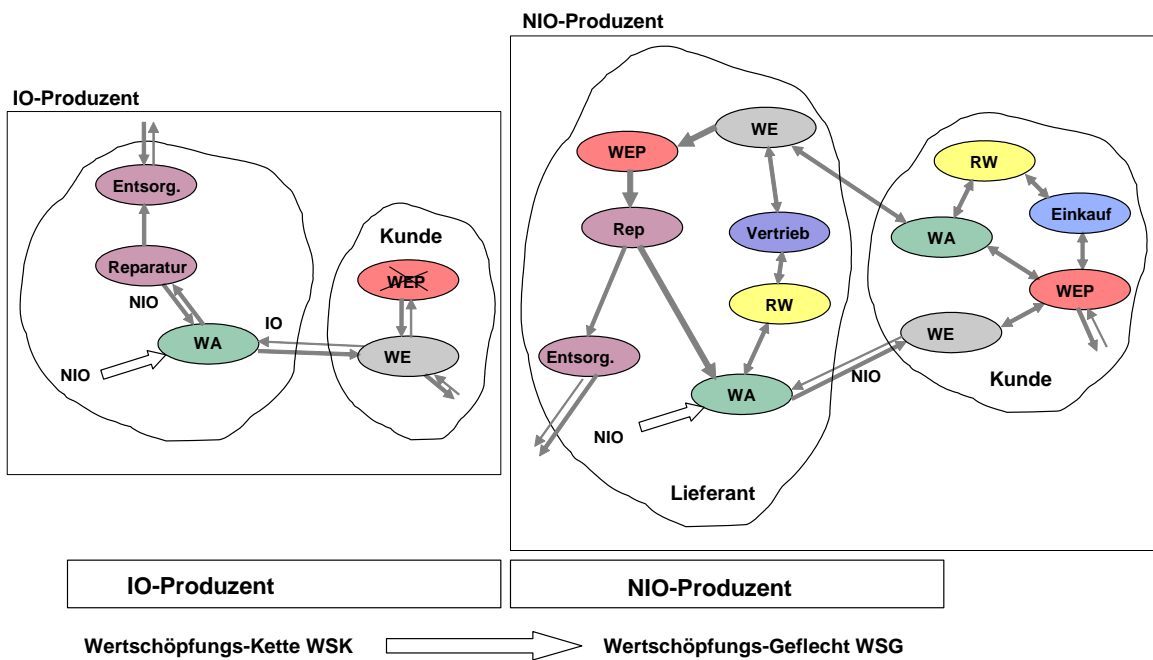 NIO-Produzent
IO-Produzent
Entsorg.
Reparatur
NIO
WA
IO
NIO
Kunde
WEP
WE
WE
WEP
Rep
Vertrieb
RW
Entsorg.
WA
NIO
NIO
Lieferant
RW
Einkauf
WA
WEP
WE
Kunde
IO-Produzent
NIO-Produzent
Wertschöpfungs-Kette WSK
Wertschöpfungs-Geflecht WSG